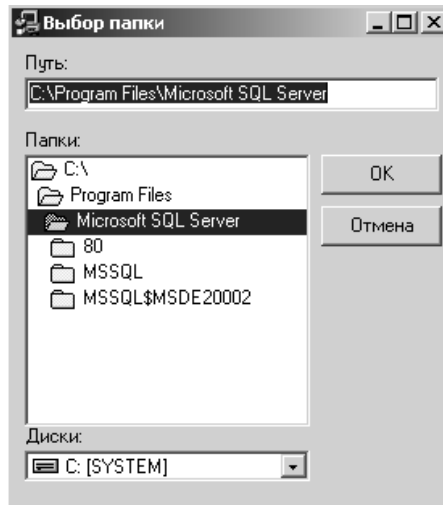 Выбор папки
Путь:
C:\Program Files\Microsoft SQL Server
Папки:
C:\
Program Files
Microsoft SQL Server
80
MSSQL
MSSQL$MSDE20002
OK
Отмена
Диски:
C: [SYSTEM]